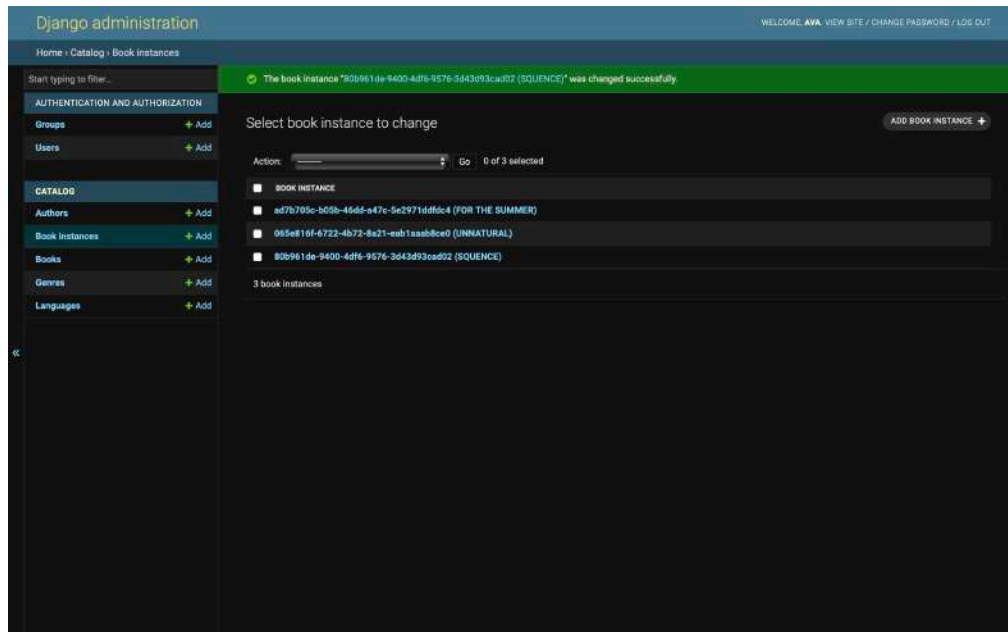 Django administration
WELCOME, AVA. VIEW SITE / CHANGE PASSWORD / LOG OUT
Home › Catalog › Book instances
Start typing to filter...
The book instance "80b961de-9400-4df6-9576-3d43d93cad02 (SQUENCE)" was changed successfully.
AUTHENTICATION AND AUTHORIZATION
Groups + Add
Users + Add
CATALOG
Authors + Add
Book instances + Add
Books + Add
Genres + Add
Languages + Add
«
Select book instance to change
ADD BOOK INSTANCE +
Action: --------- Go 0 of 3 selected
BOOK INSTANCE
ad7b705c-b05b-46dd-a47c-5e2971ddfdc4 (FOR THE SUMMER)
065e816f-6722-4b72-8a21-eab1aasb8ce0 (UNNATURAL)
80b961de-9400-4df6-9576-3d43d93cad02 (SQUENCE)
3 book instances